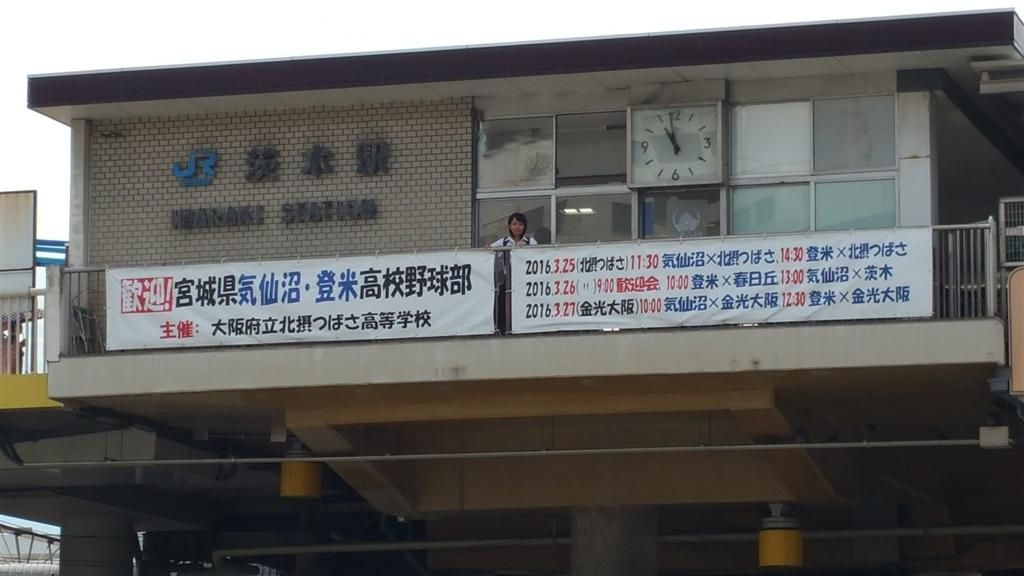 JR 茨木駅
IBARAKI STATION
歓迎!宮城県気仙沼・登米高校野球部
主催: 大阪府立北摂つばさ高等学校
2016.3.25(北摂つばさ)11:30 気仙沼×北摂つばさ、14:30 登米×北摂つばさ
2016.3.26( 〃 )9:00 歓迎会、10:00 登米×春日丘 13:00 気仙沼×茨木
2016.3.27(金光大阪)10:00 気仙沼×金光大阪 12:30 登米×金光大阪
12
3
6
9